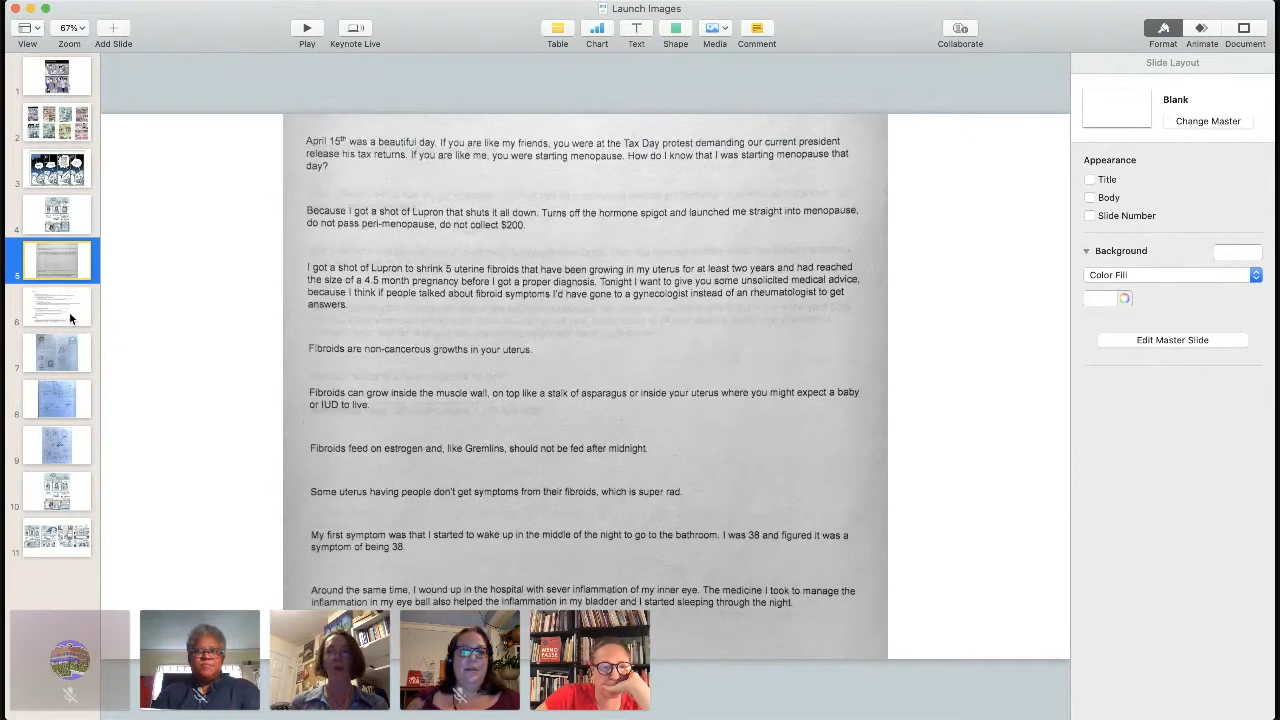 Launch Images
67%
View
Zoom
Add Slide
Play
Keynote Live
Table
Chart
Text
Shape
Media
Comment
Collaborate
Format
Animate
Document
1
2
3
4
5
6
7
8
9
10
11
April 15th was a beautiful day. If you are like my friends, you were at the Tax Day protest demanding our current president
release his tax returns. If you are like me, you were starting menopause. How do I know that I was starting menopause that
day?
Because I got a shot of Lupron that shuts it all down. Turns off the hormone spigot and launched me straight into menopause,
do not pass peri-menopause, do not collect $200.
I got a shot of Lupron to shrink 5 uterine fibroids that have been growing in my uterus for at least two years and had reached
the size of a 4.5 month pregnancy before I got a proper diagnosis. Tonight I want to give you some unsolicited medical advice,
because I think if people talked about fibroid symptoms I'd have gone to a gynecologist instead of an rheumatologist to get
answers.
Fibroids are non-cancerous growths in your uterus.
Fibroids can grow inside the muscle wall, on top like a stalk of asparagus or inside your uterus where you might expect a baby
or IUD to live.
Fibroids feed on estrogen and, like Gremlins, should not be fed after midnight.
Some uterus having people don't get symptoms from their fibroids, which is super rad.
My first symptom was that I started to wake up in the middle of the night to go to the bathroom. I was 38 and figured it was a
symptom of being 38.
Around the same time, I wound up in the hospital with sever inflammation of my inner eye. The medicine I took to manage the
inflammation in my eye ball also helped the inflammation in my bladder and I started sleeping through the night.
Slide Layout
Blank
Change Master
Appearance
Title
Body
Slide Number
Background
Color Fill
Edit Master Slide
MENO
PAUSE